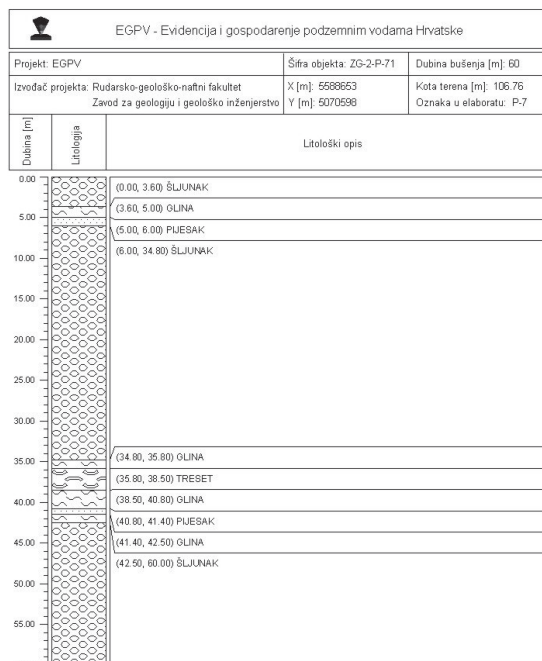 EGPV - Evidencija i gospodarenje podzemnim vodama Hrvatske
Projekt: EGPV
Šifra objekta: ZG-2-P-71
Dubina bušenja [m]: 60
Izvođač projekta: Rudarsko-geološko-naftni fakultet
Zavod za geologiju i geološko inženjerstvo
X [m]: 5588653
Y [m]: 5070598
Kota terena [m]: 106.76
Oznaka u elaboratu: P-7
Dubina [m]
Litologija
Litološki opis
0.00
5.00
10.00
15.00
20.00
25.00
30.00
35.00
40.00
45.00
50.00
55.00
(0.00, 3.60) ŠLJUNAK
(3.60, 5.00) GLINA
(5.00, 6.00) PIJESAK
(6.00, 34.80) ŠLJUNAK
(34.80, 35.80) GLINA
(35.80, 38.50) TRESET
(38.50, 40.80) GLINA
(40.80, 41.40) PIJESAK
(41.40, 42.50) GLINA
(42.50, 60.00) ŠLJUNAK